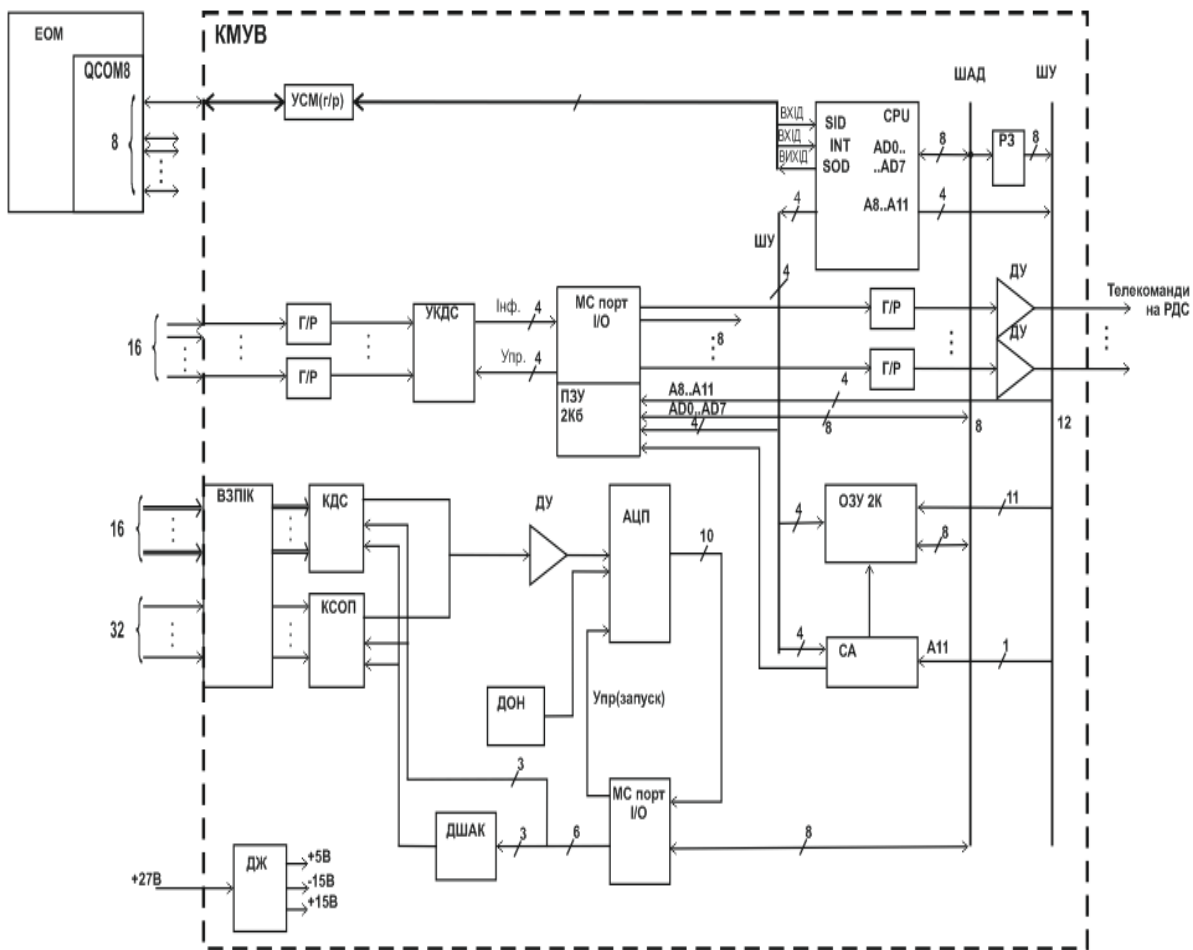 ЕОМ
QCOM8
8
КМУВ
УСМ(г/р)
ШАД
ШУ
ВХІД
ВХІД
ВИХІД
SID
INT
SOD
CPU
AD0..
..AD7
A8..A11
8
РЗ
8
4
4
ШУ
4
16
Г/Р
Г/Р
УКДС
Інф.
4
Упр.
4
МС порт
I/O
8
ПЗУ
2Кб
Г/Р
Г/Р
ДУ
ДУ
Телекоманди
на РДС
A8..A11
4
AD0..AD7
4
8
8
12
16
32
ВЗПІК
КДС
КСОП
ДУ
АЦП
10
ДОН
Упр(запуск)
ОЗУ 2К
4
11
8
4
СА
A11
1
3
МС порт
I/O
ДШАК
3
6
8
+27В
ДЖ
+5В
-15В
+15В